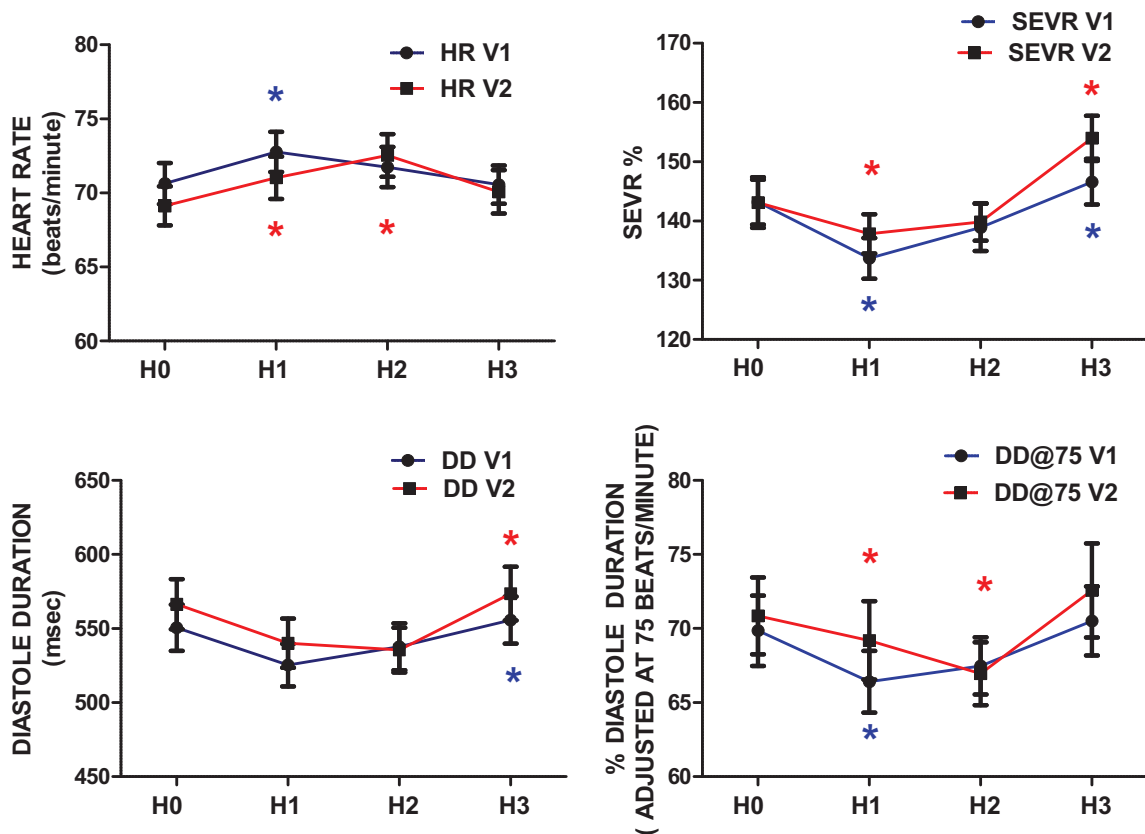 HEART RATE
(beats/minute)
80
75
70
65
60
HR V1
HR V2
*
*
*
H0 H1 H2 H3
SEVR %
170
160
150
140
130
120
SEVR V1
SEVR V2
*
*
*
*
H0 H1 H2 H3
DIASTOLE DURATION
(msec)
650
600
550
500
450
DD V1
DD V2
*
*
H0 H1 H2 H3
% DIASTOLE DURATION
( ADJUSTED AT 75 BEATS/MINUTE)
80
75
70
65
60
DD@75 V1
DD@75 V2
*
*
*
H0 H1 H2 H3